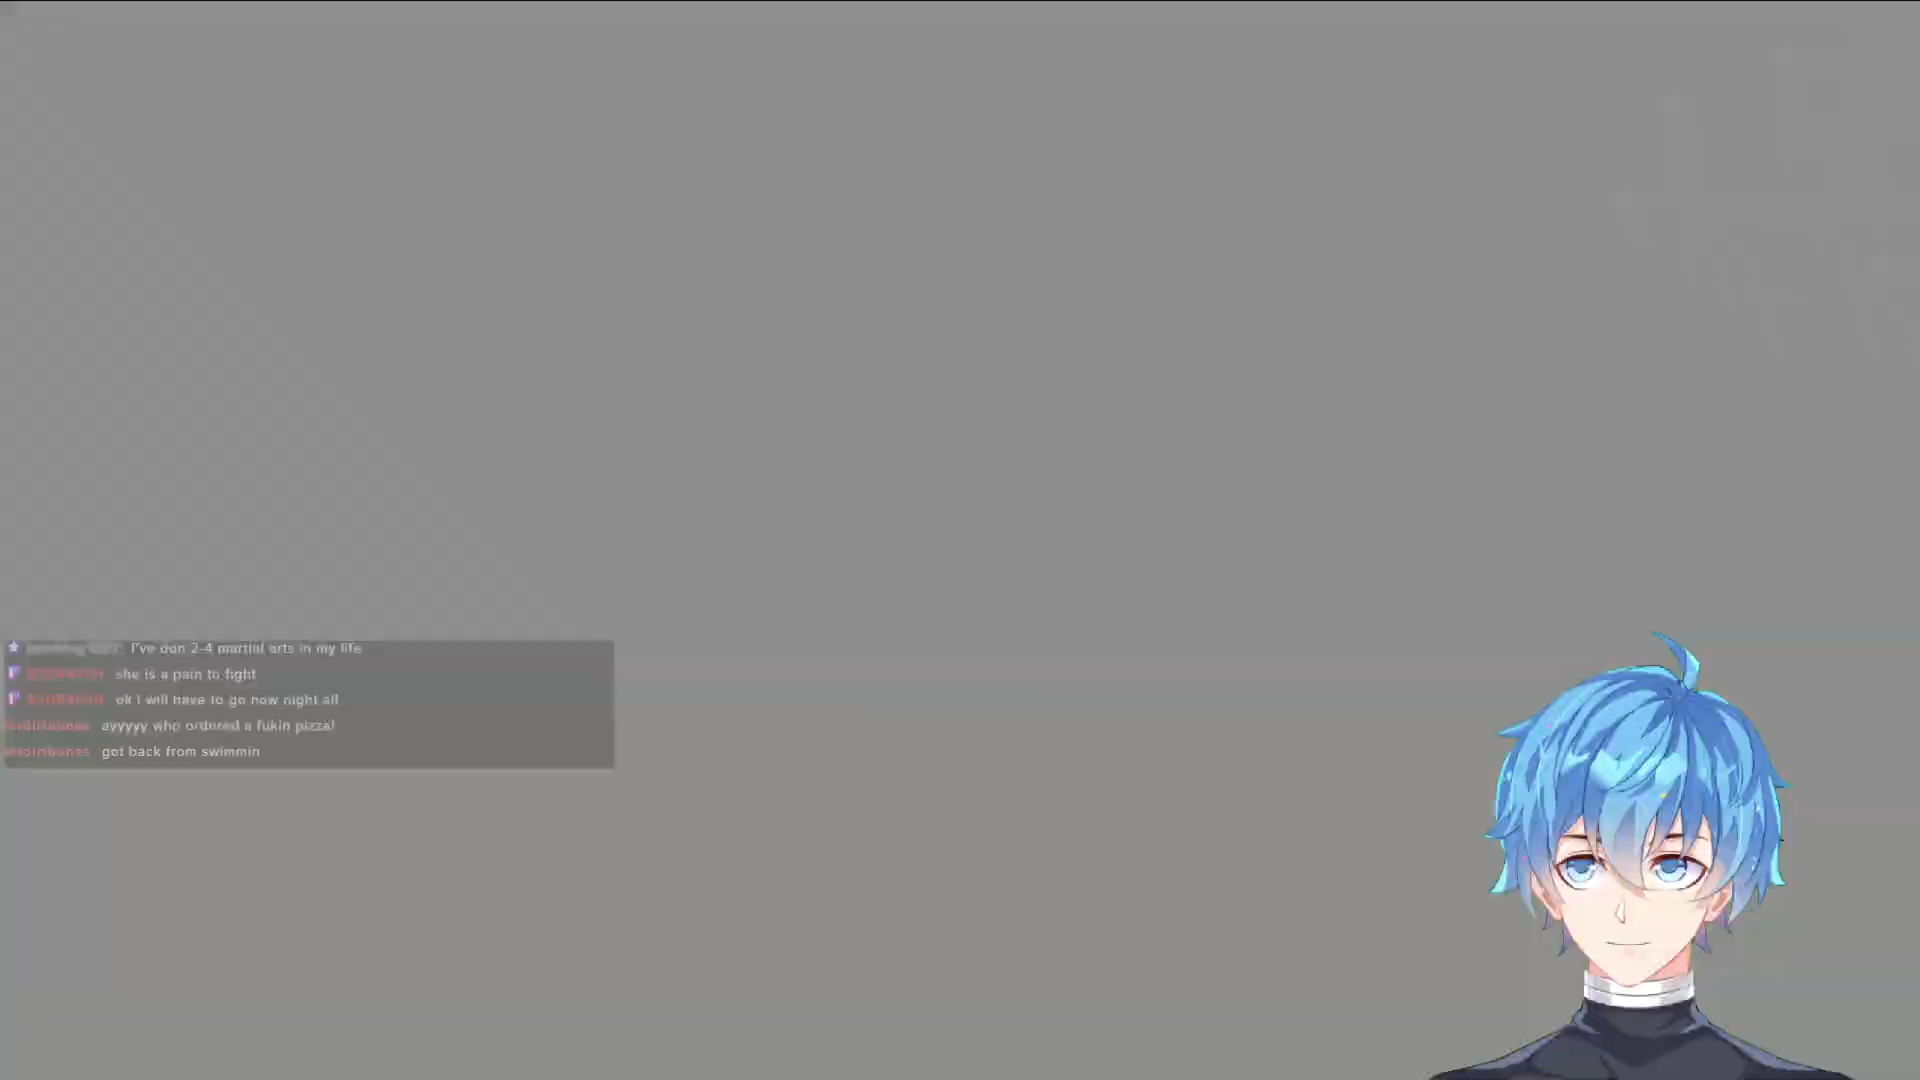 I've don 2-4 martial arts in my life
she is a pain to fight
ok i will have to go now night all
ayyyyy who ordered a fukin pizza!
got back from swimmin